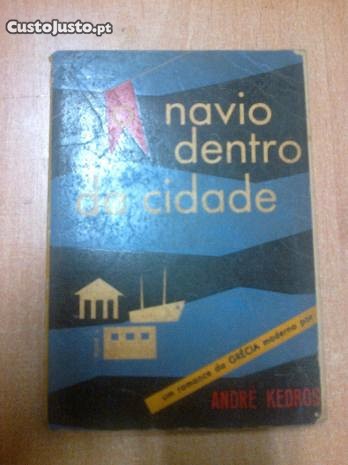 CustoJusto.pt
navio
dentro
da cidade
um romance da GRÉCIA moderna por
ANDRÉ KEDROS